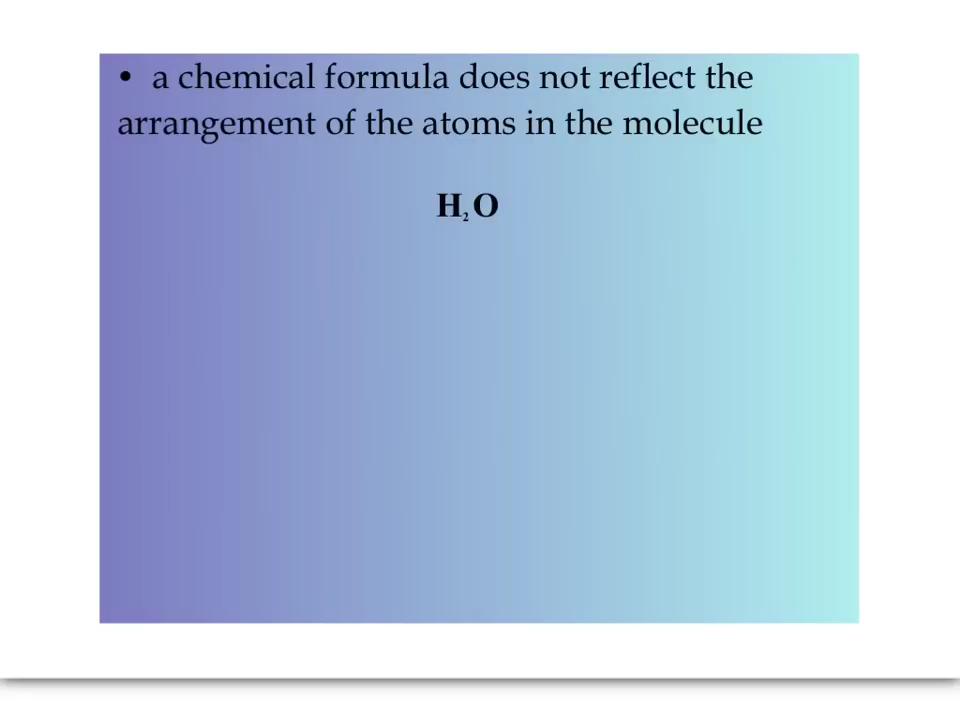 • a chemical formula does not reflect the
arrangement of the atoms in the molecule
H₂O